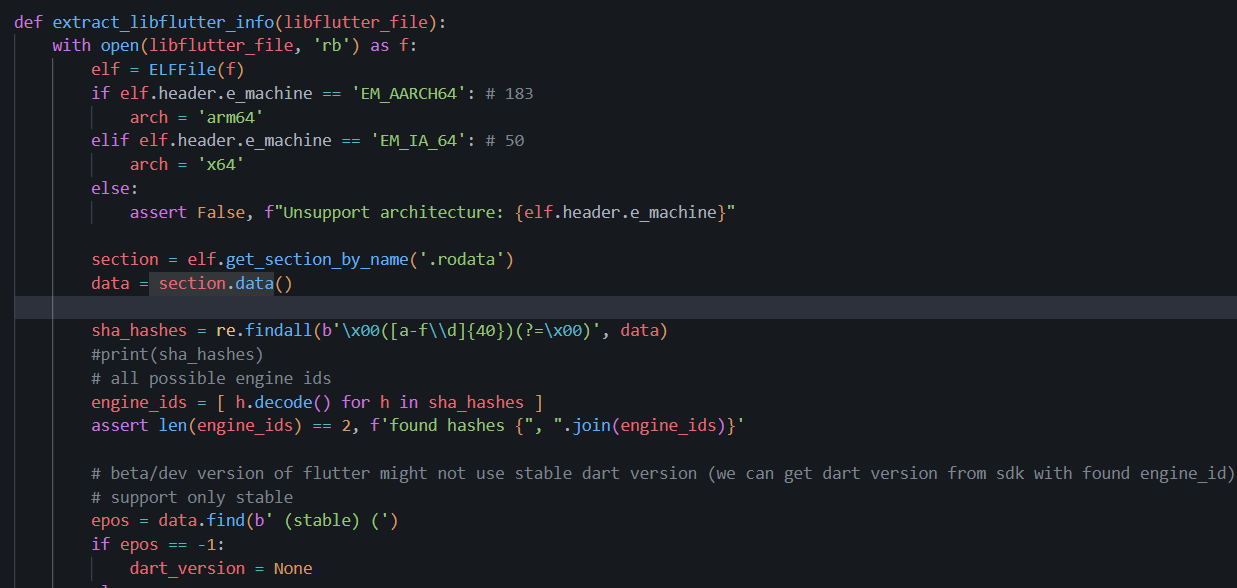 def extract_libflutter_info(libflutter_file):
    with open(libflutter_file, 'rb') as f:
        elf = ELFFile(f)
        if elf.header.e_machine == 'EM_AARCH64': # 183
            arch = 'arm64'
        elif elf.header.e_machine == 'EM_IA_64': # 50
            arch = 'x64'
        else:
            assert False, f"Unsupport architecture: {elf.header.e_machine}"

        section = elf.get_section_by_name('.rodata')
        data = section.data()

        sha_hashes = re.findall(b'\x00([a-f\\d]{40})(?=\x00)', data)
        #print(sha_hashes)
        # all possible engine ids
        engine_ids = [ h.decode() for h in sha_hashes ]
        assert len(engine_ids) == 2, f'found hashes {", ".join(engine_ids)}'

        # beta/dev version of flutter might not use stable dart version (we can get dart version from sdk with found engine_id)
        # support only stable
        epos = data.find(b' (stable) (')
        if epos == -1:
            dart_version = None